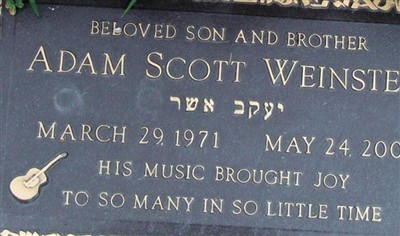 BELOVED SON AND BROTHER
ADAM SCOTT WEINSTE
יעקב אשר
MARCH 29, 1971 MAY 24, 200
HIS MUSIC BROUGHT JOY
TO SO MANY IN SO LITTLE TIME